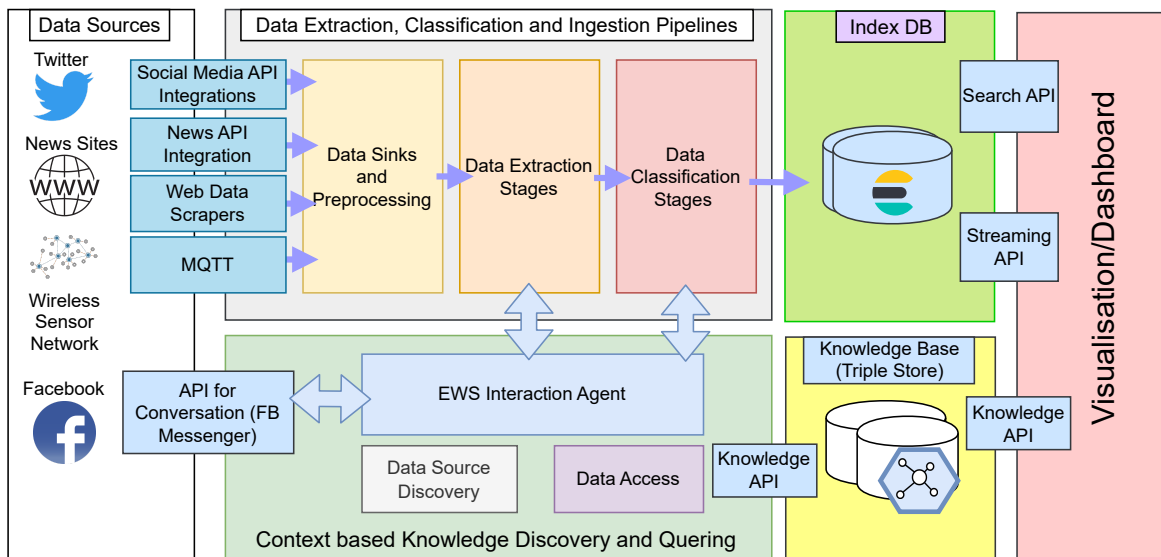 Data Sources
Twitter
News Sites
WWW
Wireless
Sensor
Network
Facebook
Data Extraction, Classification and Ingestion Pipelines
Social Media API
Integrations
News API
Integration
Web Data
Scrapers
MQTT
Data Sinks
and
Preprocessing
Data Extraction
Stages
Data
Classification
Stages
Index DB
Search API
Streaming
API
Visualisation/Dashboard
API for
Conversation (FB
Messenger)
EWS Interaction Agent
Data Source
Discovery
Data Access
Knowledge
API
Context based Knowledge Discovery and Quering
Knowledge Base
(Triple Store)
Knowledge
API